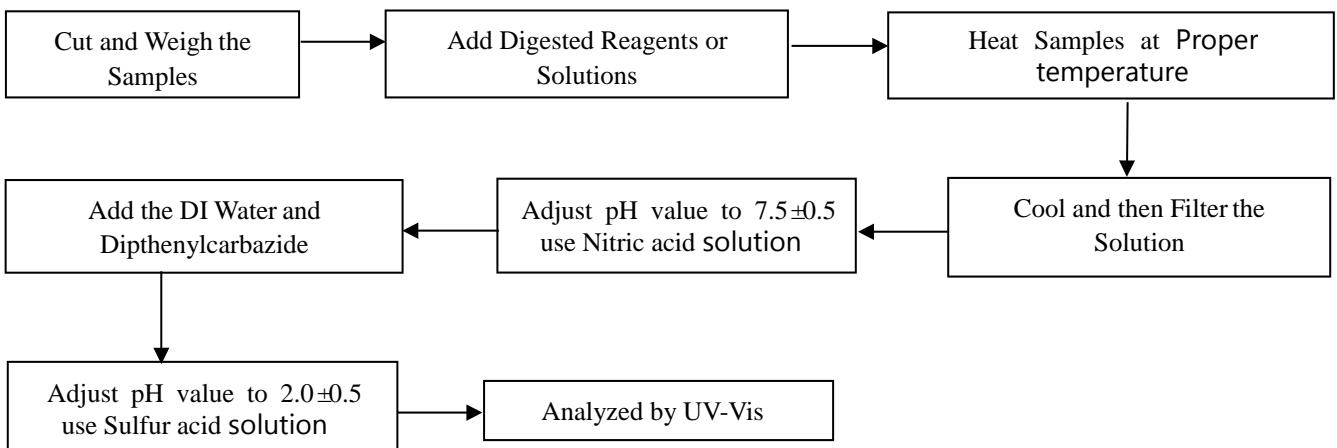 Cut and Weigh the
Samples
Add Digested Reagents or
Solutions
Heat Samples at Proper
temperature
Cool and then Filter the
Solution
Adjust pH value to 7.5±0.5
use Nitric acid solution
Add the DI Water and
Dipthenylcarbazide
Adjust pH value to 2.0±0.5
use Sulfur acid solution
Analyzed by UV-Vis